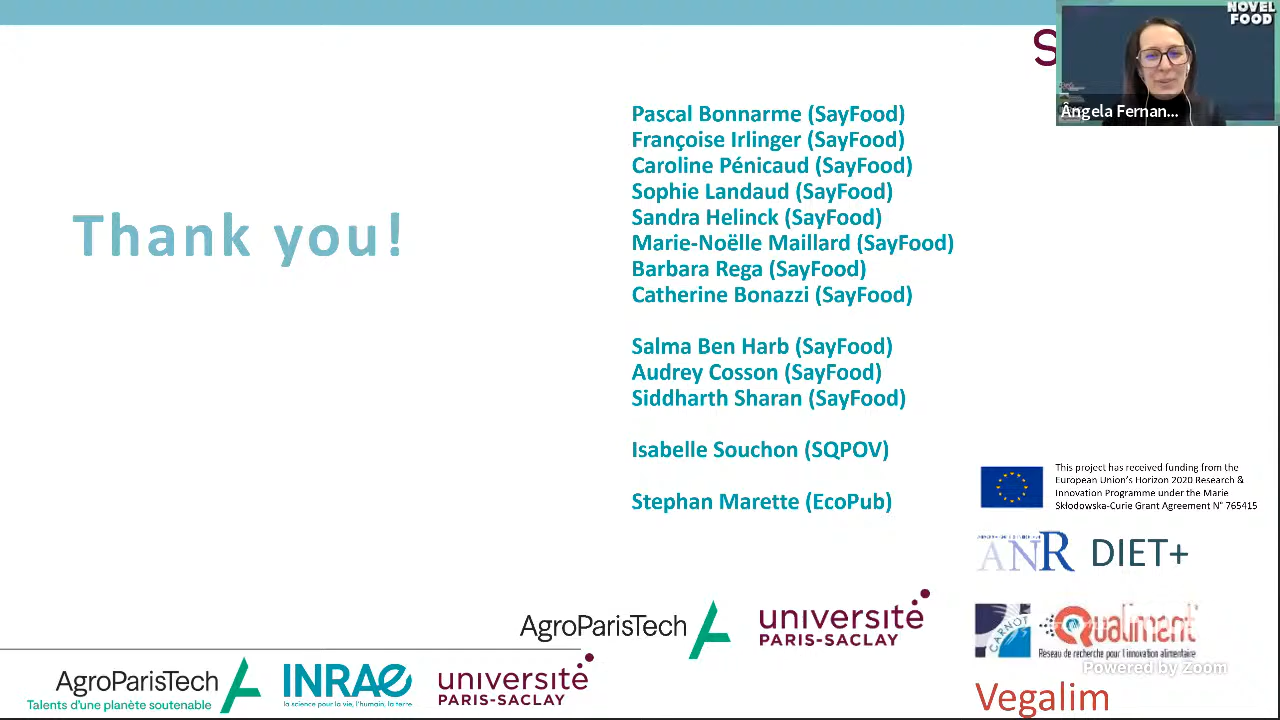 NOVEL
FOOD
S
Ângela Fernan...
Pascal Bonnarme (SayFood)
Françoise Irlinger (SayFood)
Caroline Pénicaud (SayFood)
Sophie Landaud (SayFood)
Sandra Helinck (SayFood)
Marie-Noëlle Maillard (SayFood)
Barbara Rega (SayFood)
Catherine Bonazzi (SayFood)
Thank you!
Salma Ben Harb (SayFood)
Audrey Cosson (SayFood)
Siddharth Sharan (SayFood)
Isabelle Souchon (SQPOV)
Stephan Marette (EcoPub)
This project has received funding from the
European Union's Horizon 2020 Research &
Innovation Programme under the Marie
Skłodowska-Curie Grant Agreement N° 765415
ANR DIET+
AgroParisTech
université
PARIS-SACLAY
CARNOT
Qualiment
Réseau de recherche pour l'innovation alimentaire
Powered by Zoom
Vegalim
AgroParisTech
Talents d'une planète soutenable
INRAE
la science pour la vie, l'humain, la terre
université
PARIS-SACLAY